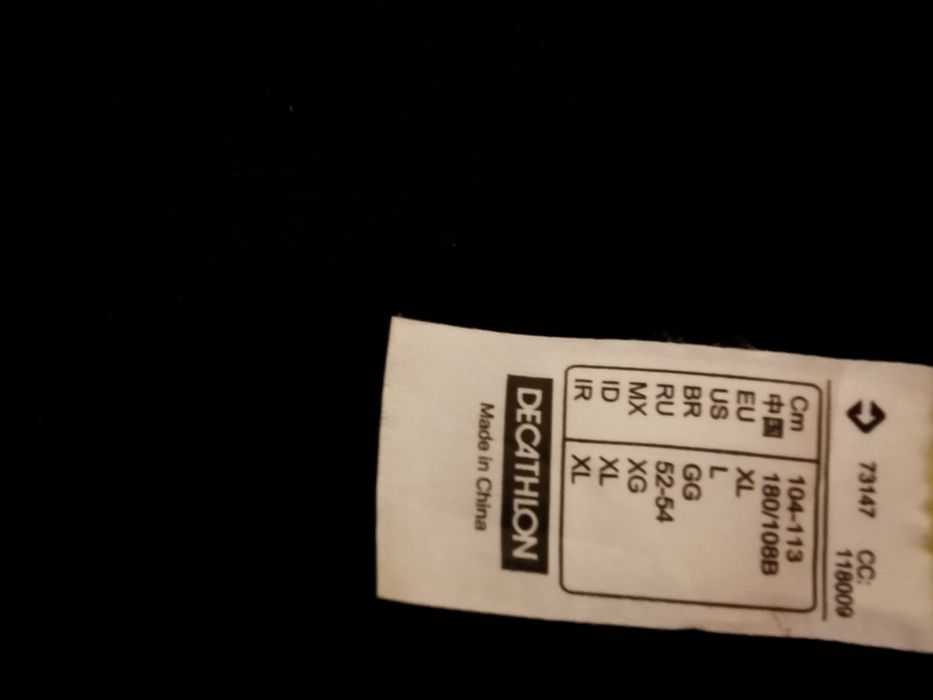 73147 CC:
118009
Cm 104-113
中国 180/108B
EU XL
US L
BR GG
RU 52-54
MX XG
ID XL
IR XL
DECATHLON
Made in China